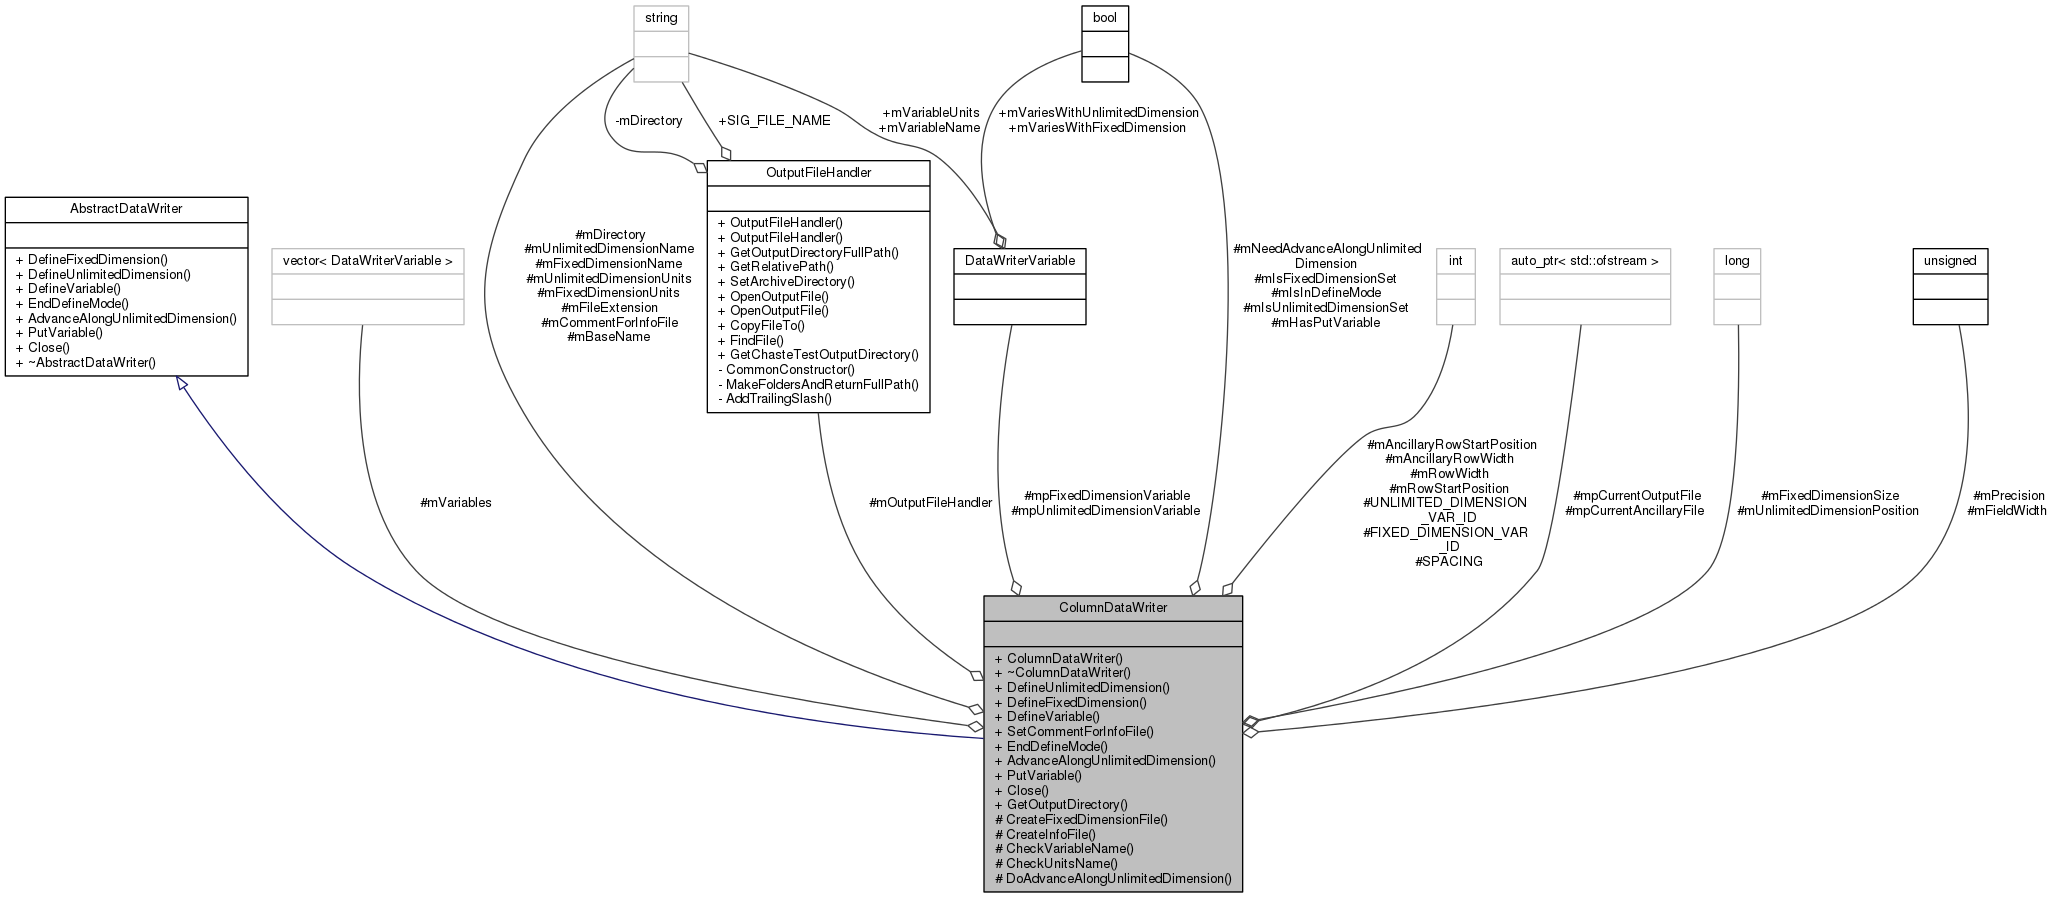 string
bool
-mDirectory
+SIG_FILE_NAME
+mVariableUnits
+mVariableName
+mVariesWithUnlimitedDimension
+mVariesWithFixedDimension
OutputFileHandler
+ OutputFileHandler()
+ OutputFileHandler()
+ GetOutputDirectoryFullPath()
+ GetRelativePath()
+ SetArchiveDirectory()
+ OpenOutputFile()
+ OpenOutputFile()
+ CopyFileTo()
+ FindFile()
+ GetChasteTestOutputDirectory()
- CommonConstructor()
- MakeFoldersAndReturnFullPath()
- AddTrailingSlash()
AbstractDataWriter
+ DefineFixedDimension()
+ DefineUnlimitedDimension()
+ DefineVariable()
+ EndDefineMode()
+ AdvanceAlongUnlimitedDimension()
+ PutVariable()
+ Close()
+ ~AbstractDataWriter()
vector< DataWriterVariable >
#mDirectory
#mUnlimitedDimensionName
#mFixedDimensionName
#mUnlimitedDimensionUnits
#mFixedDimensionUnits
#mFileExtension
#mCommentForInfoFile
#mBaseName
DataWriterVariable
#mNeedAdvanceAlongUnlimited
Dimension
#mIsFixedDimensionSet
#mIsInDefineMode
#mIsUnlimitedDimensionSet
#mHasPutVariable
int
auto_ptr< std::ofstream >
long
unsigned
#mVariables
#mOutputFileHandler
#mpFixedDimensionVariable
#mpUnlimitedDimensionVariable
#mAncillaryRowStartPosition
#mAncillaryRowWidth
#mRowWidth
#mRowStartPosition
#UNLIMITED_DIMENSION
_VAR_ID
#FIXED_DIMENSION_VAR
_ID
#SPACING
#mpCurrentOutputFile
#mpCurrentAncillaryFile
#mFixedDimensionSize
#mUnlimitedDimensionPosition
#mPrecision
#mFieldWidth
ColumnDataWriter
+ ColumnDataWriter()
+ ~ColumnDataWriter()
+ DefineUnlimitedDimension()
+ DefineFixedDimension()
+ DefineVariable()
+ SetCommentForInfoFile()
+ EndDefineMode()
+ AdvanceAlongUnlimitedDimension()
+ PutVariable()
+ Close()
+ GetOutputDirectory()
# CreateFixedDimensionFile()
# CreateInfoFile()
# CheckVariableName()
# CheckUnitsName()
# DoAdvanceAlongUnlimitedDimension()